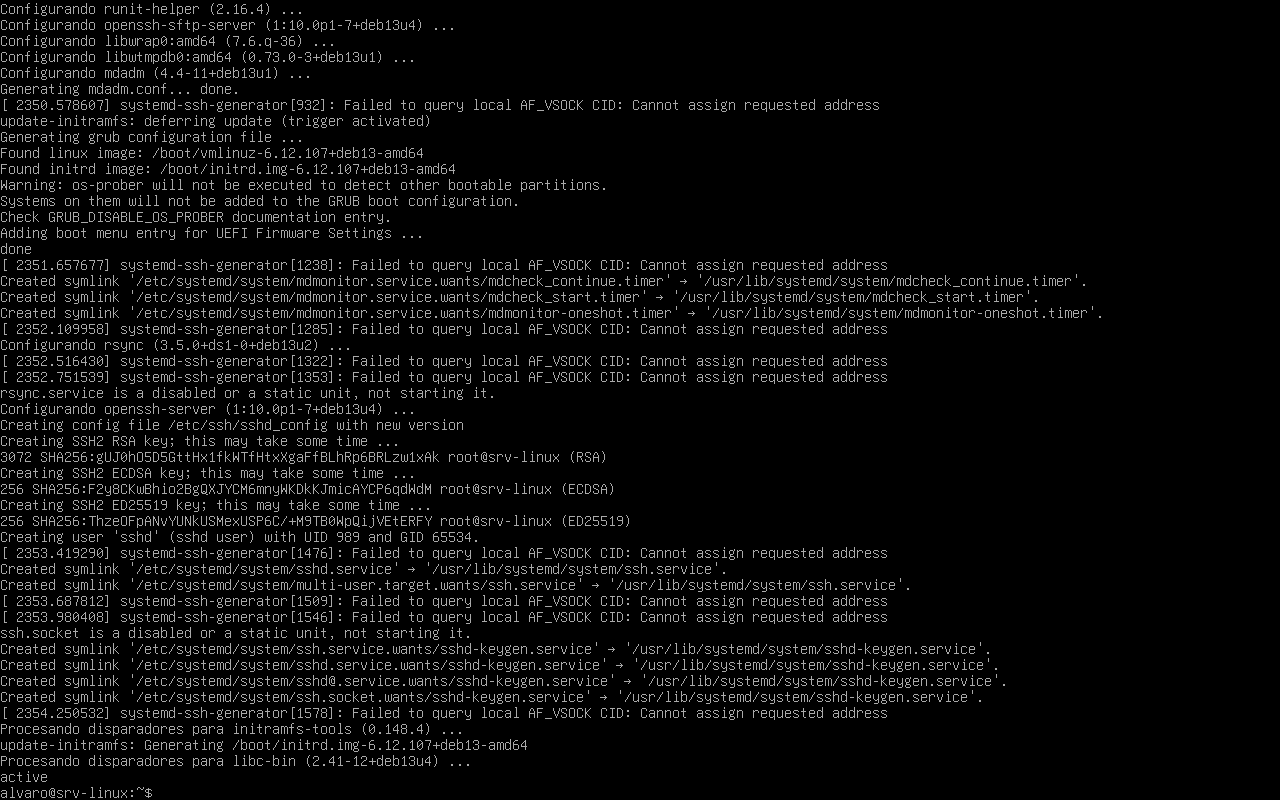 Configurando runit-helper (2.16.4) ...
Configurando openssh-sftp-server (1:10.0p1-7+deb13u4) ...
Configurando libwrap0:amd64 (7.6.q-36) ...
Configurando libwtmpdb0:amd64 (0.73.0-3+deb13u1) ...
Configurando mdadm (4.4-11+deb13u1) ...
Generating mdadm.conf... done.
[ 2350.578607] systemd-ssh-generator[932]: Failed to query local AF_VSOCK CID: Cannot assign requested address
update-initramfs: deferring update (trigger activated)
Generating grub configuration file ...
Found linux image: /boot/vmlinuz-6.12.107+deb13-amd64
Found initrd image: /boot/initrd.img-6.12.107+deb13-amd64
Warning: os-prober will not be executed to detect other bootable partitions.
Systems on them will not be added to the GRUB boot configuration.
Check GRUB_DISABLE_OS_PROBER documentation entry.
Adding boot menu entry for UEFI Firmware Settings ...
done
[ 2351.657677] systemd-ssh-generator[1238]: Failed to query local AF_VSOCK CID: Cannot assign requested address
Created symlink '/etc/systemd/system/mdmonitor.service.wants/mdcheck_continue.timer' → '/usr/lib/systemd/system/mdcheck_continue.timer'.
Created symlink '/etc/systemd/system/mdmonitor.service.wants/mdcheck_start.timer' → '/usr/lib/systemd/system/mdcheck_start.timer'.
Created symlink '/etc/systemd/system/mdmonitor.service.wants/mdmonitor-oneshot.timer' → '/usr/lib/systemd/system/mdmonitor-oneshot.timer'.
[ 2352.109958] systemd-ssh-generator[1285]: Failed to query local AF_VSOCK CID: Cannot assign requested address
Configurando rsync (3.5.0+ds1-0+deb13u2) ...
[ 2352.516430] systemd-ssh-generator[1322]: Failed to query local AF_VSOCK CID: Cannot assign requested address
[ 2352.751539] systemd-ssh-generator[1353]: Failed to query local AF_VSOCK CID: Cannot assign requested address
rsync.service is a disabled or a static unit, not starting it.
Configurando openssh-server (1:10.0p1-7+deb13u4) ...
Creating config file /etc/ssh/sshd_config with new version
Creating SSH2 RSA key; this may take some time ...
3072 SHA256:gUJ0hO5D5GttHx1fkWTfHtxXgaFfBLhRp6BRLzw1xAk root@srv-linux (RSA)
Creating SSH2 ECDSA key; this may take some time ...
256 SHA256:F2y8CKwBhio2BgQXJYCM6mnyWKDkKJmicAYCP6qdWdM root@srv-linux (ECDSA)
Creating SSH2 ED25519 key; this may take some time ...
256 SHA256:ThzeOFpANvYUNkUSMexUSP6C/+M9TB0WpQijVEtERFY root@srv-linux (ED25519)
Creating user 'sshd' (sshd user) with UID 989 and GID 65534.
[ 2353.419290] systemd-ssh-generator[1476]: Failed to query local AF_VSOCK CID: Cannot assign requested address
Created symlink '/etc/systemd/system/sshd.service' → '/usr/lib/systemd/system/ssh.service'.
Created symlink '/etc/systemd/system/multi-user.target.wants/ssh.service' → '/usr/lib/systemd/system/ssh.service'.
[ 2353.687812] systemd-ssh-generator[1509]: Failed to query local AF_VSOCK CID: Cannot assign requested address
[ 2353.980408] systemd-ssh-generator[1546]: Failed to query local AF_VSOCK CID: Cannot assign requested address
ssh.socket is a disabled or a static unit, not starting it.
Created symlink '/etc/systemd/system/ssh.service.wants/sshd-keygen.service' → '/usr/lib/systemd/system/sshd-keygen.service'.
Created symlink '/etc/systemd/system/sshd.service.wants/sshd-keygen.service' → '/usr/lib/systemd/system/sshd-keygen.service'.
Created symlink '/etc/systemd/system/sshd@.service.wants/sshd-keygen.service' → '/usr/lib/systemd/system/sshd-keygen.service'.
Created symlink '/etc/systemd/system/ssh.socket.wants/sshd-keygen.service' → '/usr/lib/systemd/system/sshd-keygen.service'.
[ 2354.250532] systemd-ssh-generator[1578]: Failed to query local AF_VSOCK CID: Cannot assign requested address
Procesando disparadores para initramfs-tools (0.148.4) ...
update-initramfs: Generating /boot/initrd.img-6.12.107+deb13-amd64
Procesando disparadores para libc-bin (2.41-12+deb13u4) ...
active
alvaro@srv-linux:~$